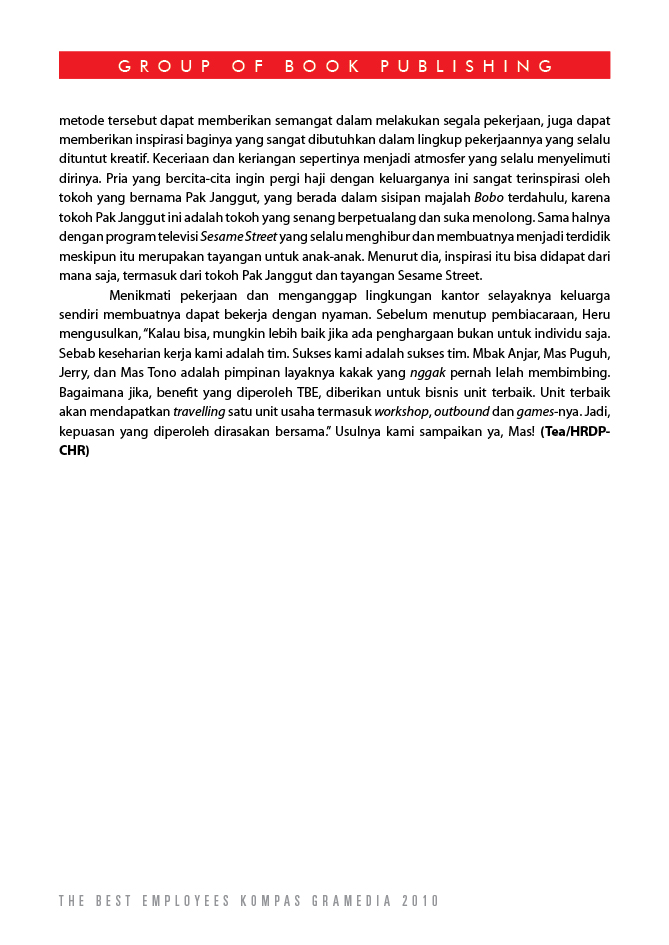 GROUP OF BOOK PUBLISHING
metode tersebut dapat memberikan semangat dalam melakukan segala pekerjaan, juga dapat
memberikan inspirasi baginya yang sangat dibutuhkan dalam lingkup pekerjaannya yang selalu
dituntut kreatif. Keceriaan dan keriangan sepertinya menjadi atmosfer yang selalu menyelimuti
dirinya. Pria yang bercita-cita ingin pergi haji dengan keluarganya ini sangat terinspirasi oleh
tokoh yang bernama Pak Janggut, yang berada dalam sisipan majalah Bobo terdahulu, karena
tokoh Pak Janggut ini adalah tokoh yang senang berpetualang dan suka menolong. Sama halnya
dengan program televisi Sesame Street yang selalu menghibur dan membuatnya menjadi terdidik
meskipun itu merupakan tayangan untuk anak-anak. Menurut dia, inspirasi itu bisa didapat dari
mana saja, termasuk dari tokoh Pak Janggut dan tayangan Sesame Street.
Menikmati pekerjaan dan menganggap lingkungan kantor selayaknya keluarga
sendiri membuatnya dapat bekerja dengan nyaman. Sebelum menutup pembiacaraan, Heru
mengusulkan, “Kalau bisa, mungkin lebih baik jika ada penghargaan bukan untuk individu saja.
Sebab keseharian kerja kami adalah tim. Sukses kami adalah sukses tim. Mbak Anjar, Mas Puguh,
Jerry, dan Mas Tono adalah pimpinan layaknya kakak yang nggak pernah lelah membimbing.
Bagaimana jika, benefit yang diperoleh TBE, diberikan untuk bisnis unit terbaik. Unit terbaik
akan mendapatkan travelling satu unit usaha termasuk workshop, outbound dan games-nya. Jadi,
kepuasan yang diperoleh dirasakan bersama.” Usulnya kami sampaikan ya, Mas! (Tea/HRDP-
CHR)
THE BEST EMPLOYEES KOMPAS GRAMEDIA 2010